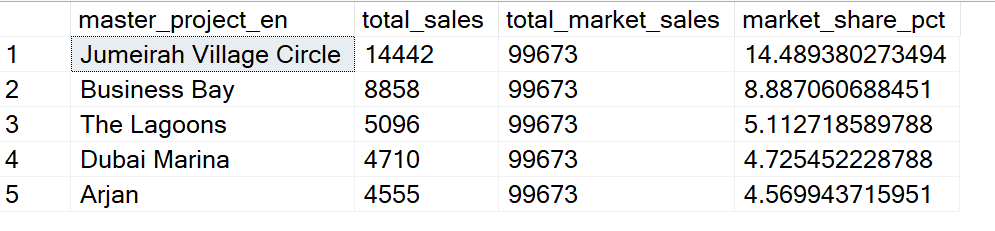 master_project_en total_sales total_market_sales market_share_pct
1 Jumeirah Village Circle 14442 99673 14.489380273494
2 Business Bay 8858 99673 8.887060688451
3 The Lagoons 5096 99673 5.112718589788
4 Dubai Marina 4710 99673 4.725452228788
5 Arjan 4555 99673 4.569943715951